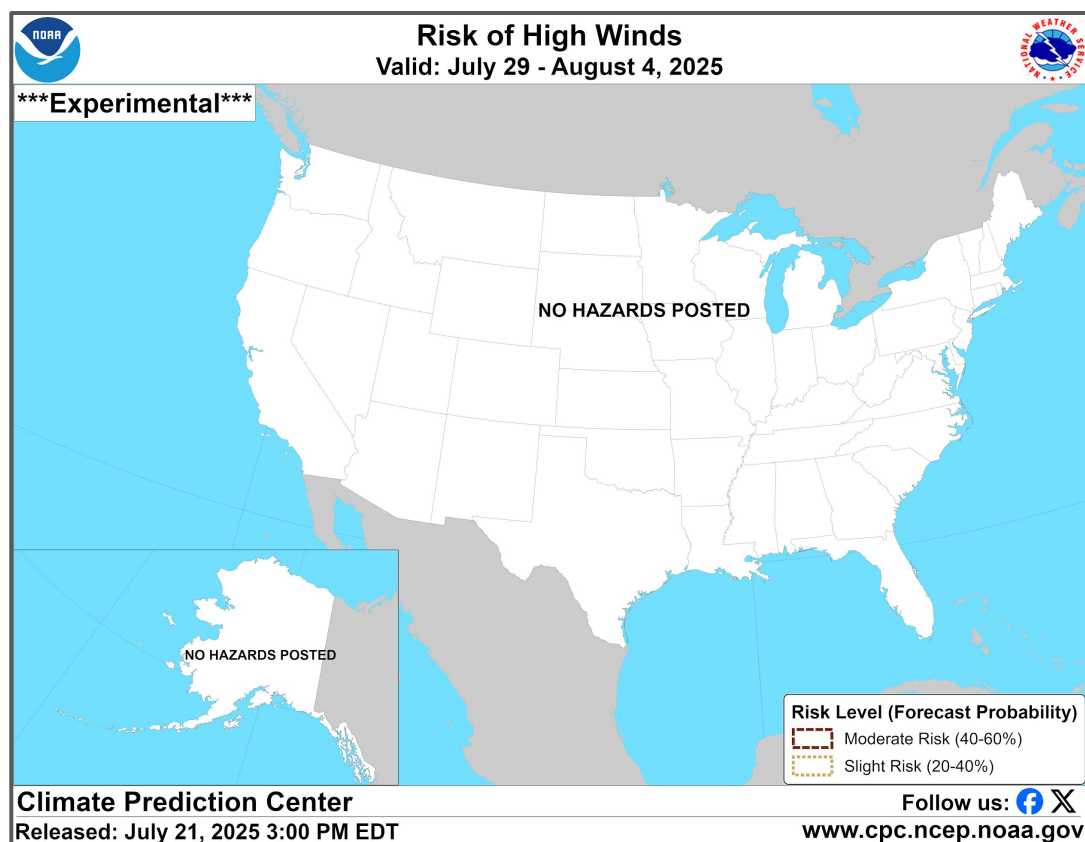 NOAA
Risk of High Winds
Valid: July 29 - August 4, 2025
NATIONAL WEATHER SERVICE
***Experimental***
NO HAZARDS POSTED
NO HAZARDS POSTED
Risk Level (Forecast Probability)
Moderate Risk (40-60%)
Slight Risk (20-40%)
Climate Prediction Center
Follow us:
Released: July 21, 2025 3:00 PM EDT
www.cpc.ncep.noaa.gov